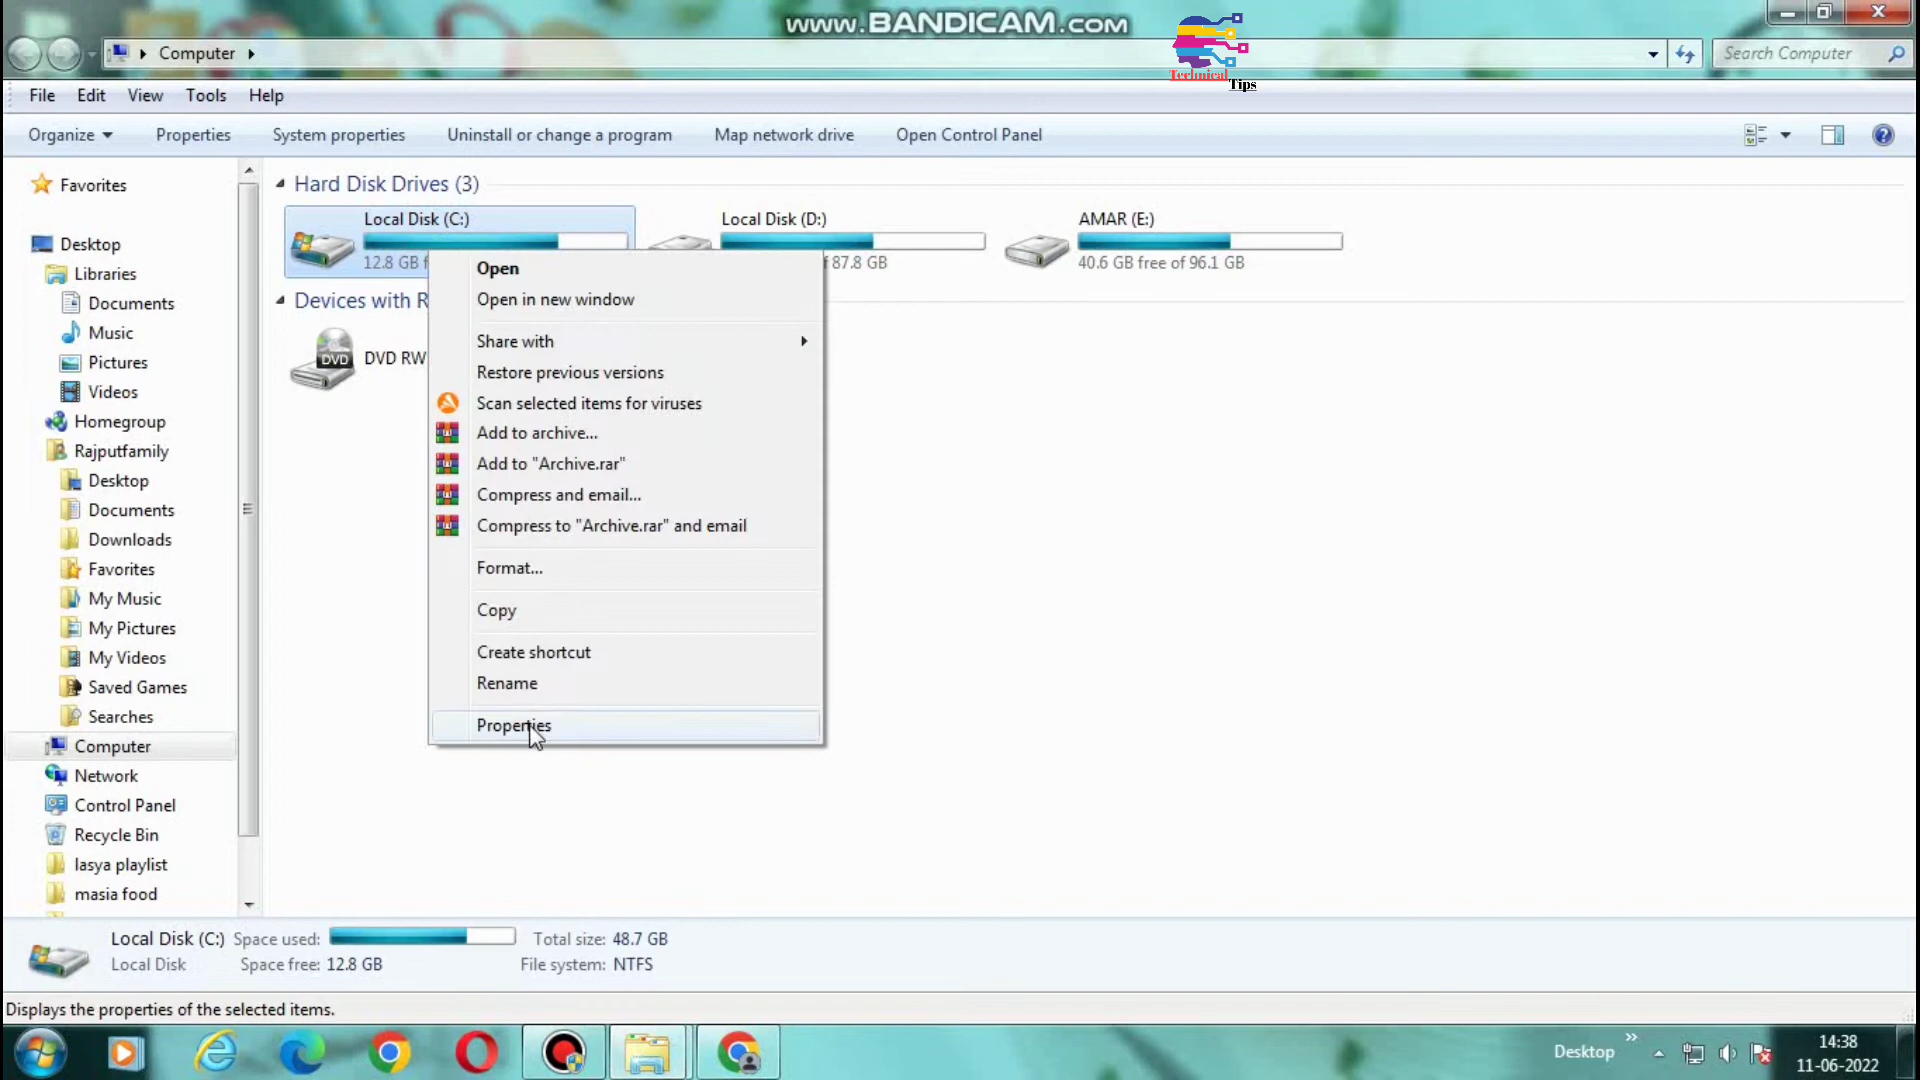 www.BANDICAM.com
Technical
Tips
Computer
Search Computer
File Edit View Tools Help
Organize Properties System properties Uninstall or change a program Map network drive Open Control Panel
Favorites
Desktop
Libraries
Documents
Music
Pictures
Videos
Homegroup
Rajputfamily
Desktop
Documents
Downloads
Favorites
My Music
My Pictures
My Videos
Saved Games
Searches
Computer
Network
Control Panel
Recycle Bin
lasya playlist
masia food
Hard Disk Drives (3)
Local Disk (C:)
12.8 GB f
Local Disk (D:)
f 87.8 GB
AMAR (E:)
40.6 GB free of 96.1 GB
Devices with R
DVD
DVD RW
Open
Open in new window
Share with
Restore previous versions
Scan selected items for viruses
Add to archive...
Add to "Archive.rar"
Compress and email...
Compress to "Archive.rar" and email
Format...
Copy
Create shortcut
Rename
Properties
Local Disk (C:) Space used: Total size: 48.7 GB
Local Disk Space free: 12.8 GB File system: NTFS
Displays the properties of the selected items.
Desktop
14:38
11-06-2022